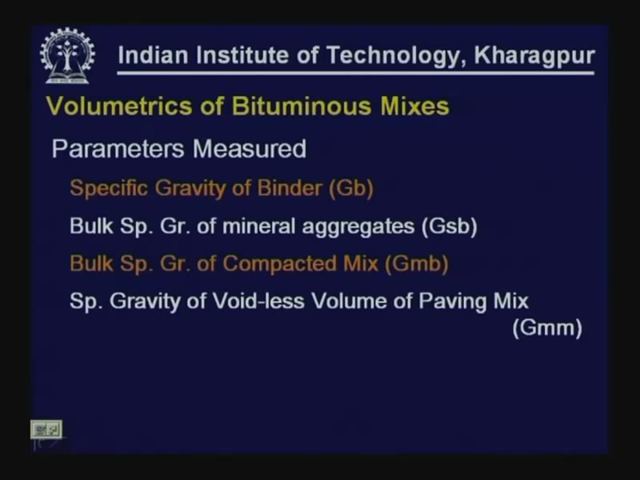 Indian Institute of Technology, Kharagpur
Volumetrics of Bituminous Mixes
Parameters Measured
Specific Gravity of Binder (Gb)
Bulk Sp. Gr. of mineral aggregates (Gsb)
Bulk Sp. Gr. of Compacted Mix (Gmb)
Sp. Gravity of Void-less Volume of Paving Mix
(Gmm)